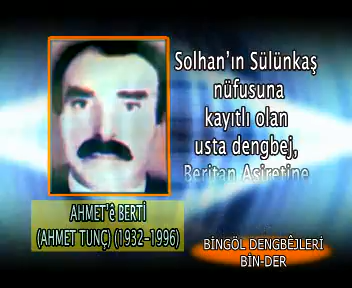 Solhan'ın Sülünkaş
nüfusuna
kayıtlı olan
usta dengbej,
Beritan Aşiretine
AHMET'ê BERTİ
(AHMET TUNÇ) (1932-1996)
BİNGÖL DENGBÊJLERİ
BİN-DER